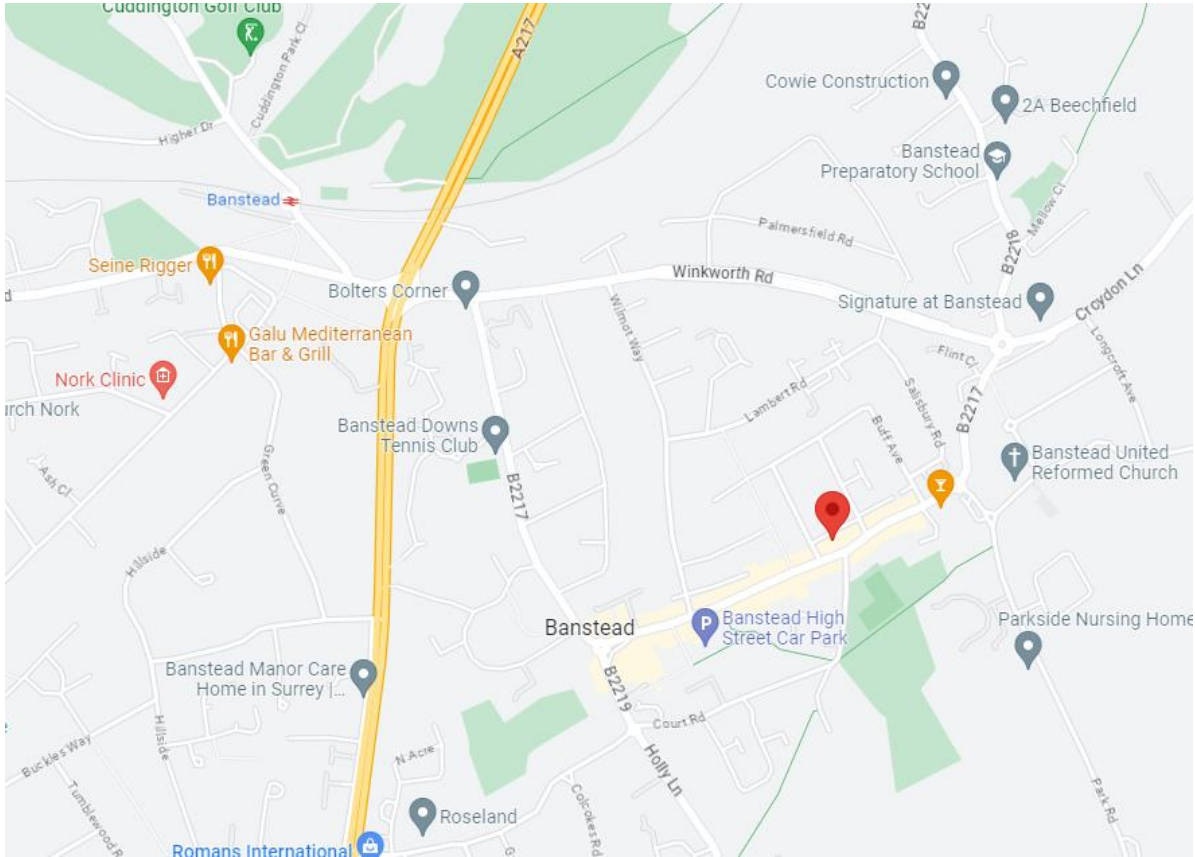 Cuddington Golf Club
Cuddington Park Cl
A217
B22
Cowie Construction
2A Beechfield
Higher Dr
Banstead
Preparatory School
Mellow Cl
Banstead
Palmersfield Rd
B2218
Seine Rigger
Winkworth Rd
Bolters Corner
Signature at Banstead
Croydon Ln
d
Wilmot Way
Galu Mediterranean
Bar & Grill
Flint Cl
Longcroft Ave
Nork Clinic
Lambert Rd
Salisbury Rd
B2217
urch Nork
Banstead Downs
Tennis Club
Buff Ave
Banstead United
Reformed Church
Ash Cl
Green Curve
B2217
Hillside
P
Banstead High
Street Car Park
Banstead
Parkside Nursing Home
Banstead Manor Care
Home in Surrey |...
B2219
Court Rd
Hillside
Buckles Way
N Acre
Holly Ln
Tumblewood R
Roseland
Colcokes Rd
Park Rd
G
Romans International